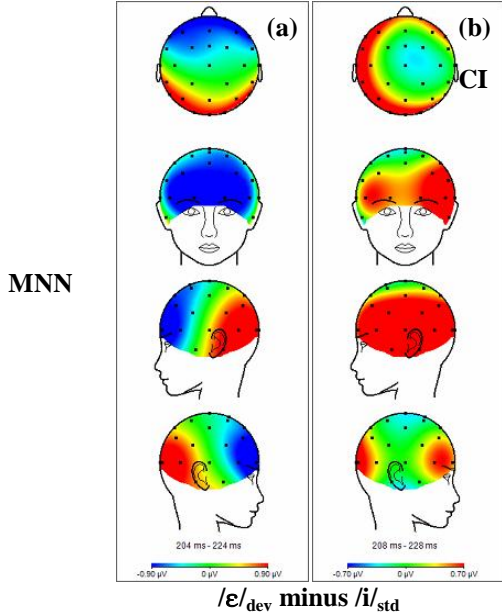 (a)
(b)
CI
MNN
204 ms - 224 ms
208 ms - 228 ms
-0.90 µV 0 µV 0.90 µV
-0.70 µV 0 µV 0.70 µV
/ε/dev minus /i/std